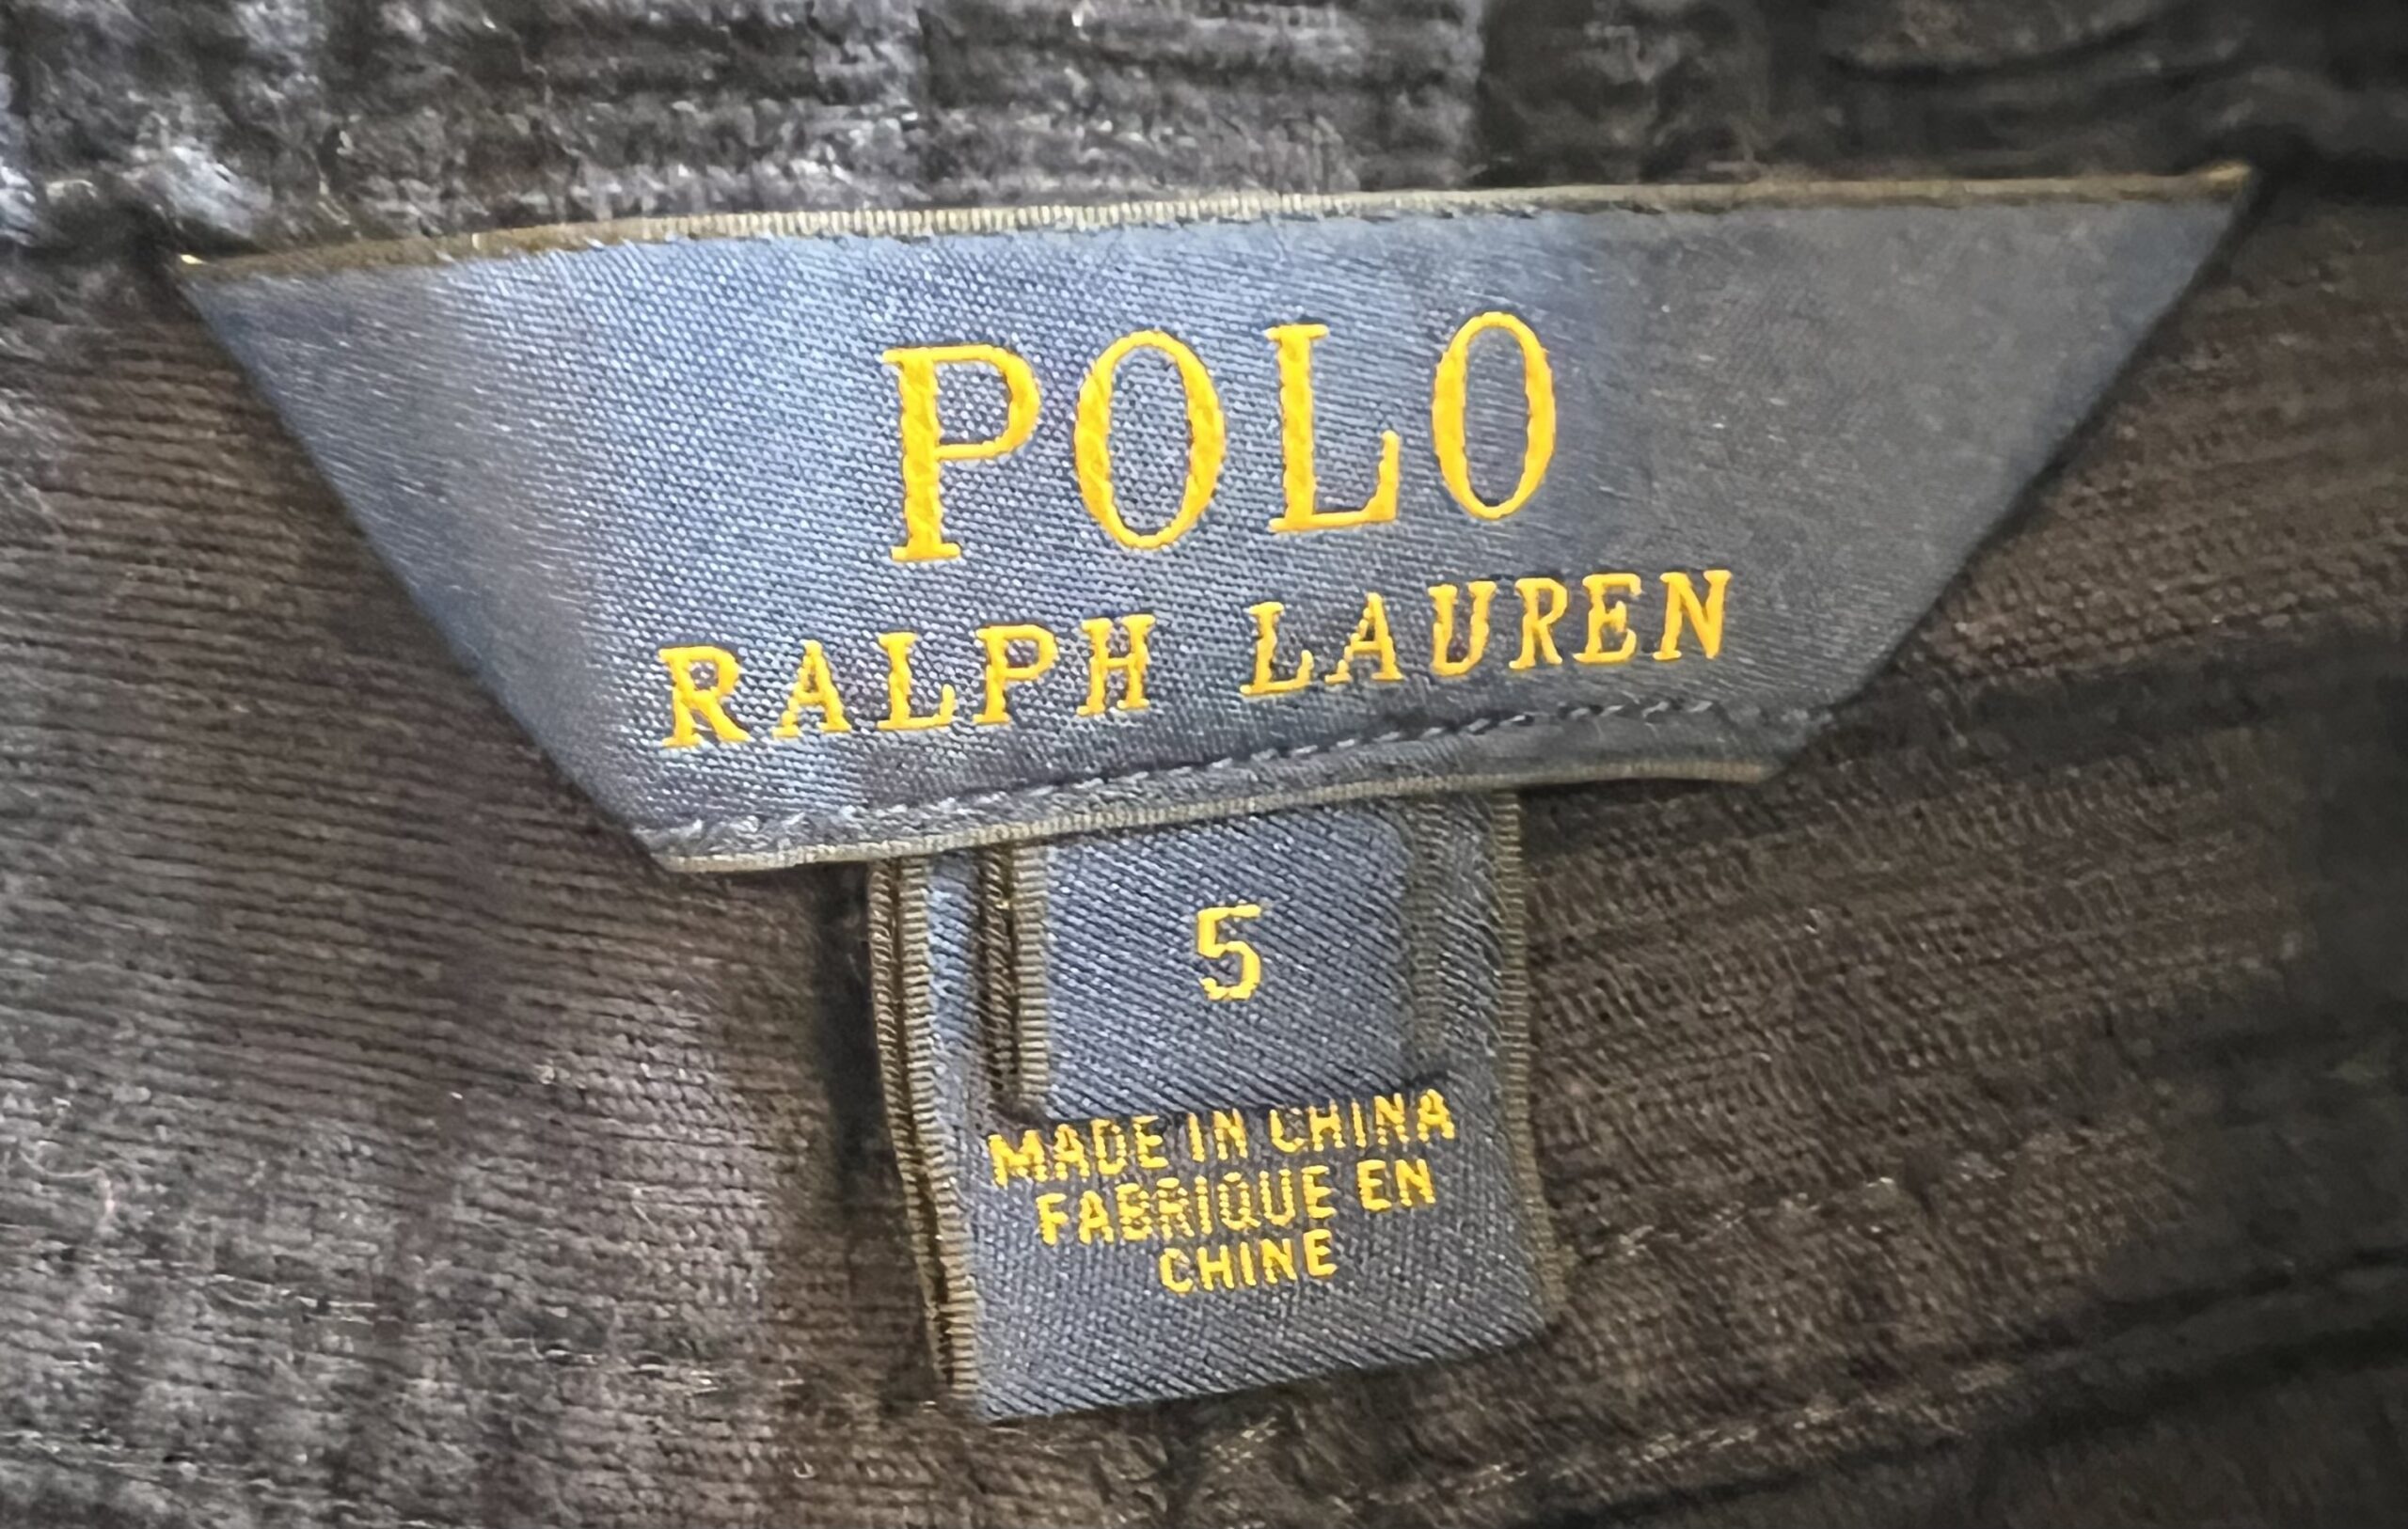 POLO
RALPH LAUREN
5
MADE IN CHINA
FABRIQUE EN
CHINE